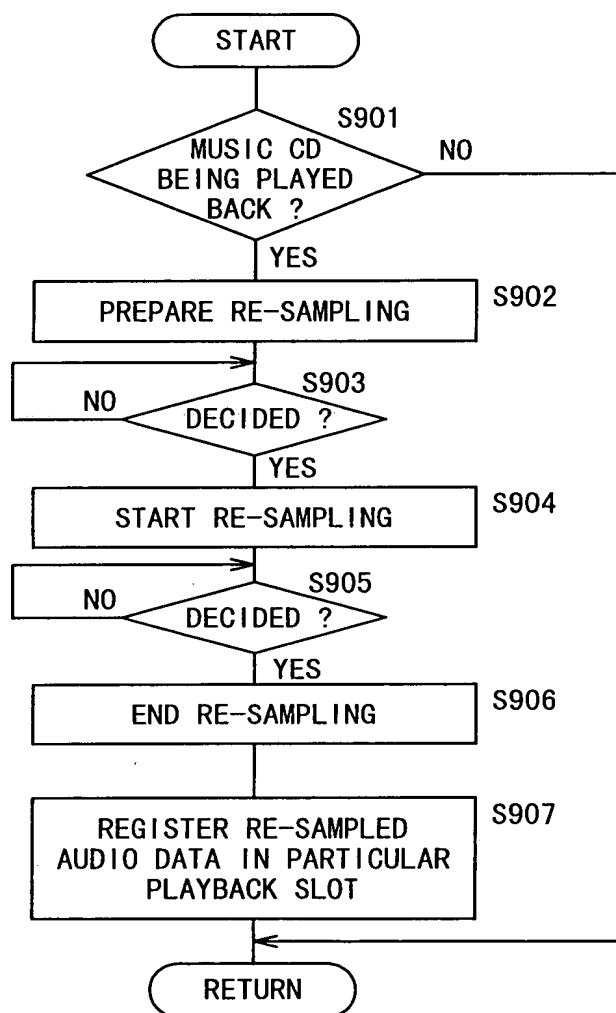 START
S901
MUSIC CD
BEING PLAYED
BACK ?
NO
YES
PREPARE RE-SAMPLING
S902
S903
NO
DECIDED ?
YES
START RE-SAMPLING
S904
S905
NO
DECIDED ?
YES
END RE-SAMPLING
S906
REGISTER RE-SAMPLED
AUDIO DATA IN PARTICULAR
PLAYBACK SLOT
S907
RETURN